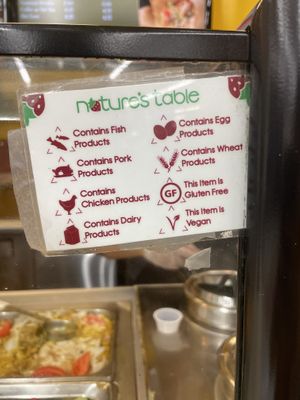 nature's table
Contains Fish
Products
Contains Pork
Products
Contains
Chicken Products
Contains Dairy
Products
Contains Egg
Products
Contains Wheat
Products
GF
This Item is
Gluten Free
This Item is
Vegan